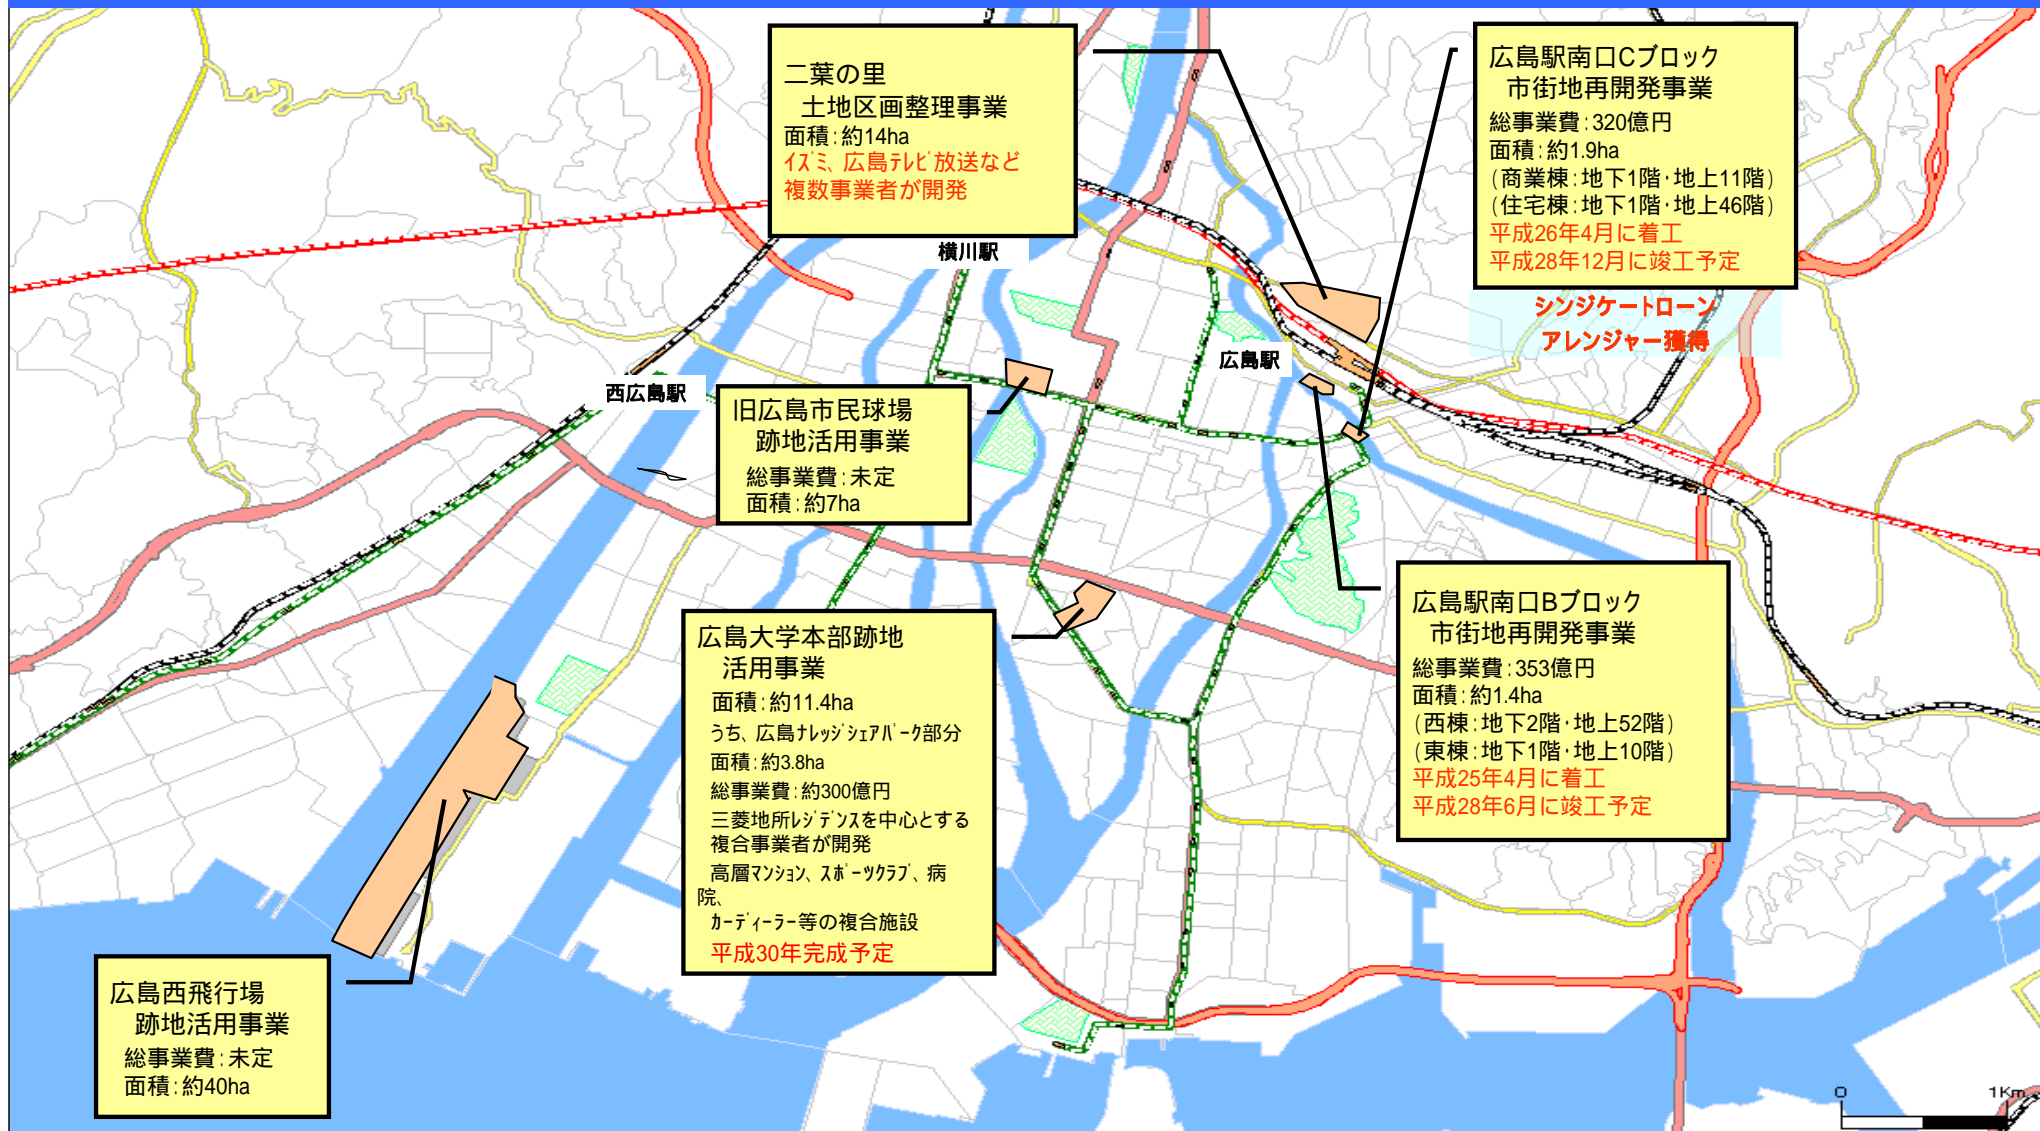 二葉の里
土地区画整理事業
面積：約14ha
ｲｽﾞﾐ、広島ﾃﾚﾋﾞ放送など
複数事業者が開発
広島駅南口Cブロック
市街地再開発事業
総事業費：320億円
面積：約1.9ha
（商業棟：地下1階・地上11階）
（住宅棟：地下1階・地上46階）
平成26年4月に着工
平成28年12月に竣工予定
シンジケートローン
アレンジャー獲得
横川駅
広島駅
西広島駅
旧広島市民球場
跡地活用事業
総事業費：未定
面積：約7ha
広島大学本部跡地
活用事業
面積：約11.4ha
うち、広島ﾅﾚｯｼﾞｼｪｱﾊﾟｰｸ部分
面積：約3.8ha
総事業費：約300億円
三菱地所ﾚｼﾞﾃﾞﾝｽを中心とする
複合事業者が開発
高層ﾏﾝｼｮﾝ、ｽﾎﾟｰﾂｸﾗﾌﾞ、病
院、
ｶｰﾃﾞｨｰﾗｰ等の複合施設
平成30年完成予定
広島駅南口Bブロック
市街地再開発事業
総事業費：353億円
面積：約1.4ha
（西棟：地下2階・地上52階）
（東棟：地下1階・地上10階）
平成25年4月に着工
平成28年6月に竣工予定
広島西飛行場
跡地活用事業
総事業費：未定
面積：約40ha
0 1Km